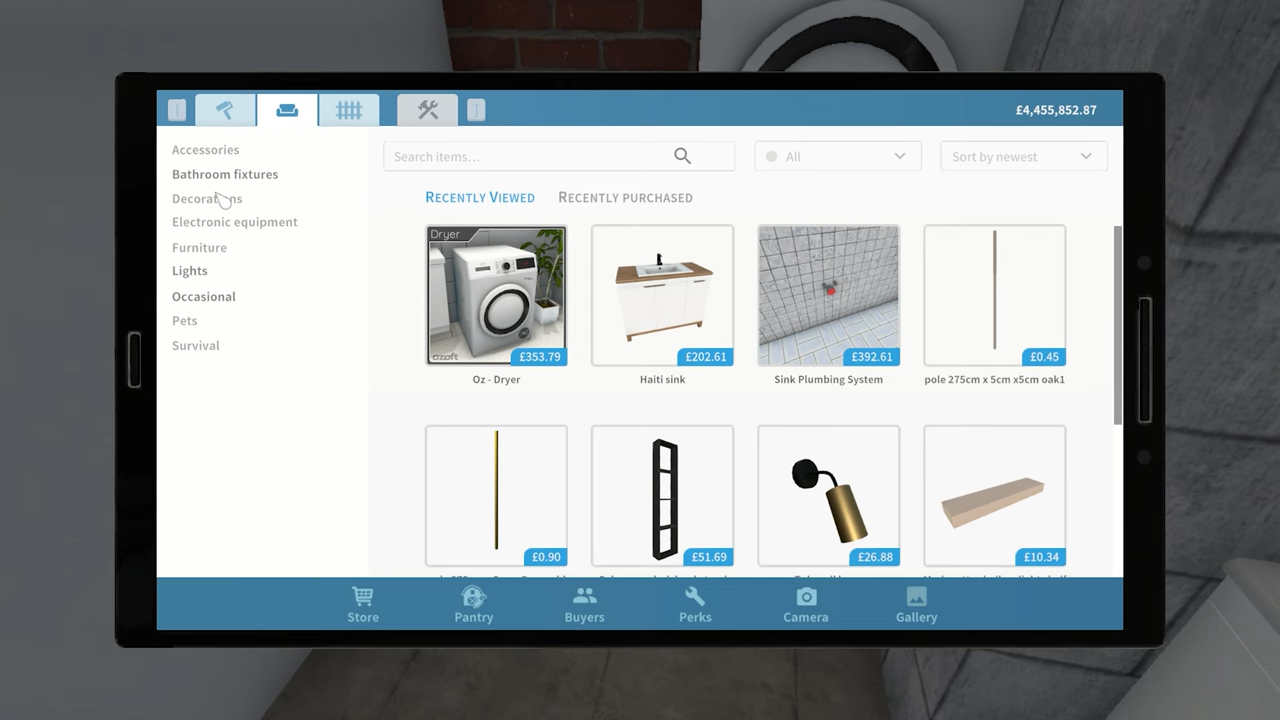 £4,455,852.87
Accessories
Bathroom fixtures
Decorations
Electronic equipment
Furniture
Lights
Occasional
Pets
Survival
Search items...
All
Sort by newest
RECENTLY VIEWED
RECENTLY PURCHASED
Dryer
ozoft
£353.79
Oz - Dryer
£202.61
Haiti sink
£392.61
Sink Plumbing System
£0.45
pole 275cm x 5cm x5cm oak1
£0.90
£51.69
£26.88
£10.34
Store
Pantry
Buyers
Perks
Camera
Gallery